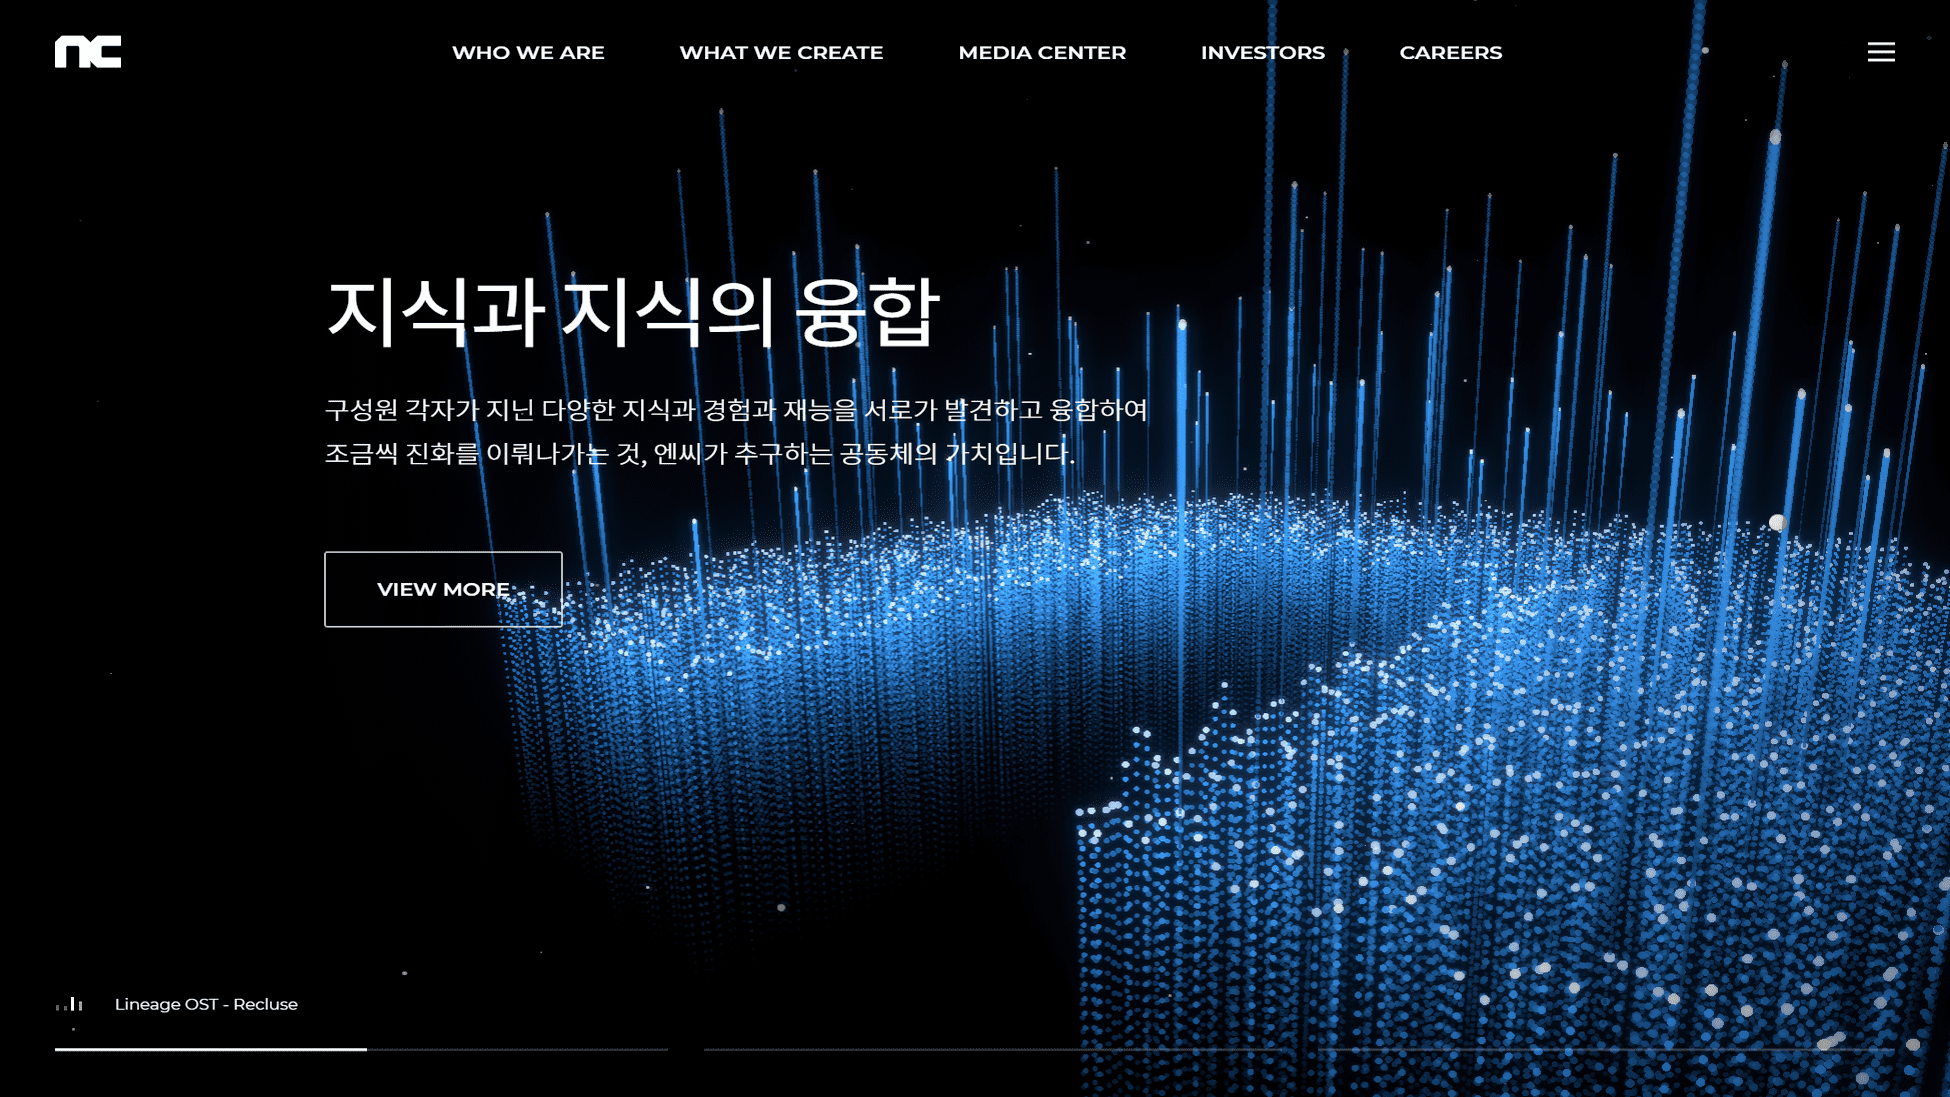 nc
WHO WE ARE
WHAT WE CREATE
MEDIA CENTER
INVESTORS
CAREERS
지식과 지식의 융합
구성원 각자가 지닌 다양한 지식과 경험과 재능을 서로가 발견하고 융합하여
조금씩 진화를 이뤄나가는 것, 엔씨가 추구하는 공동체의 가치입니다.
VIEW MORE
Lineage OST - Recluse